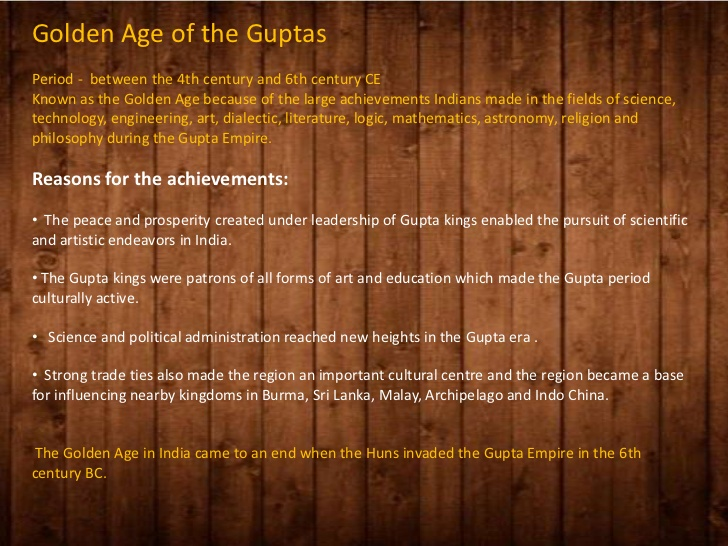 Golden Age of the Guptas
Period -  between the 4th century and 6th century CE
Known as the Golden Age because of the large achievements Indians made in the fields of science,
technology, engineering, art, dialectic, literature, logic, mathematics, astronomy, religion and
philosophy during the Gupta Empire.
Reasons for the achievements:
•  The peace and prosperity created under leadership of Gupta kings enabled the pursuit of scientific
and artistic endeavors in India.
• The Gupta kings were patrons of all forms of art and education which made the Gupta period
culturally active.
•   Science and political administration reached new heights in the Gupta era .
•  Strong trade ties also made the region an important cultural centre and the region became a base
for influencing nearby kingdoms in Burma, Sri Lanka, Malay, Archipelago and Indo China.
The Golden Age in India came to an end when the Huns invaded the Gupta Empire in the 6th
century BC.